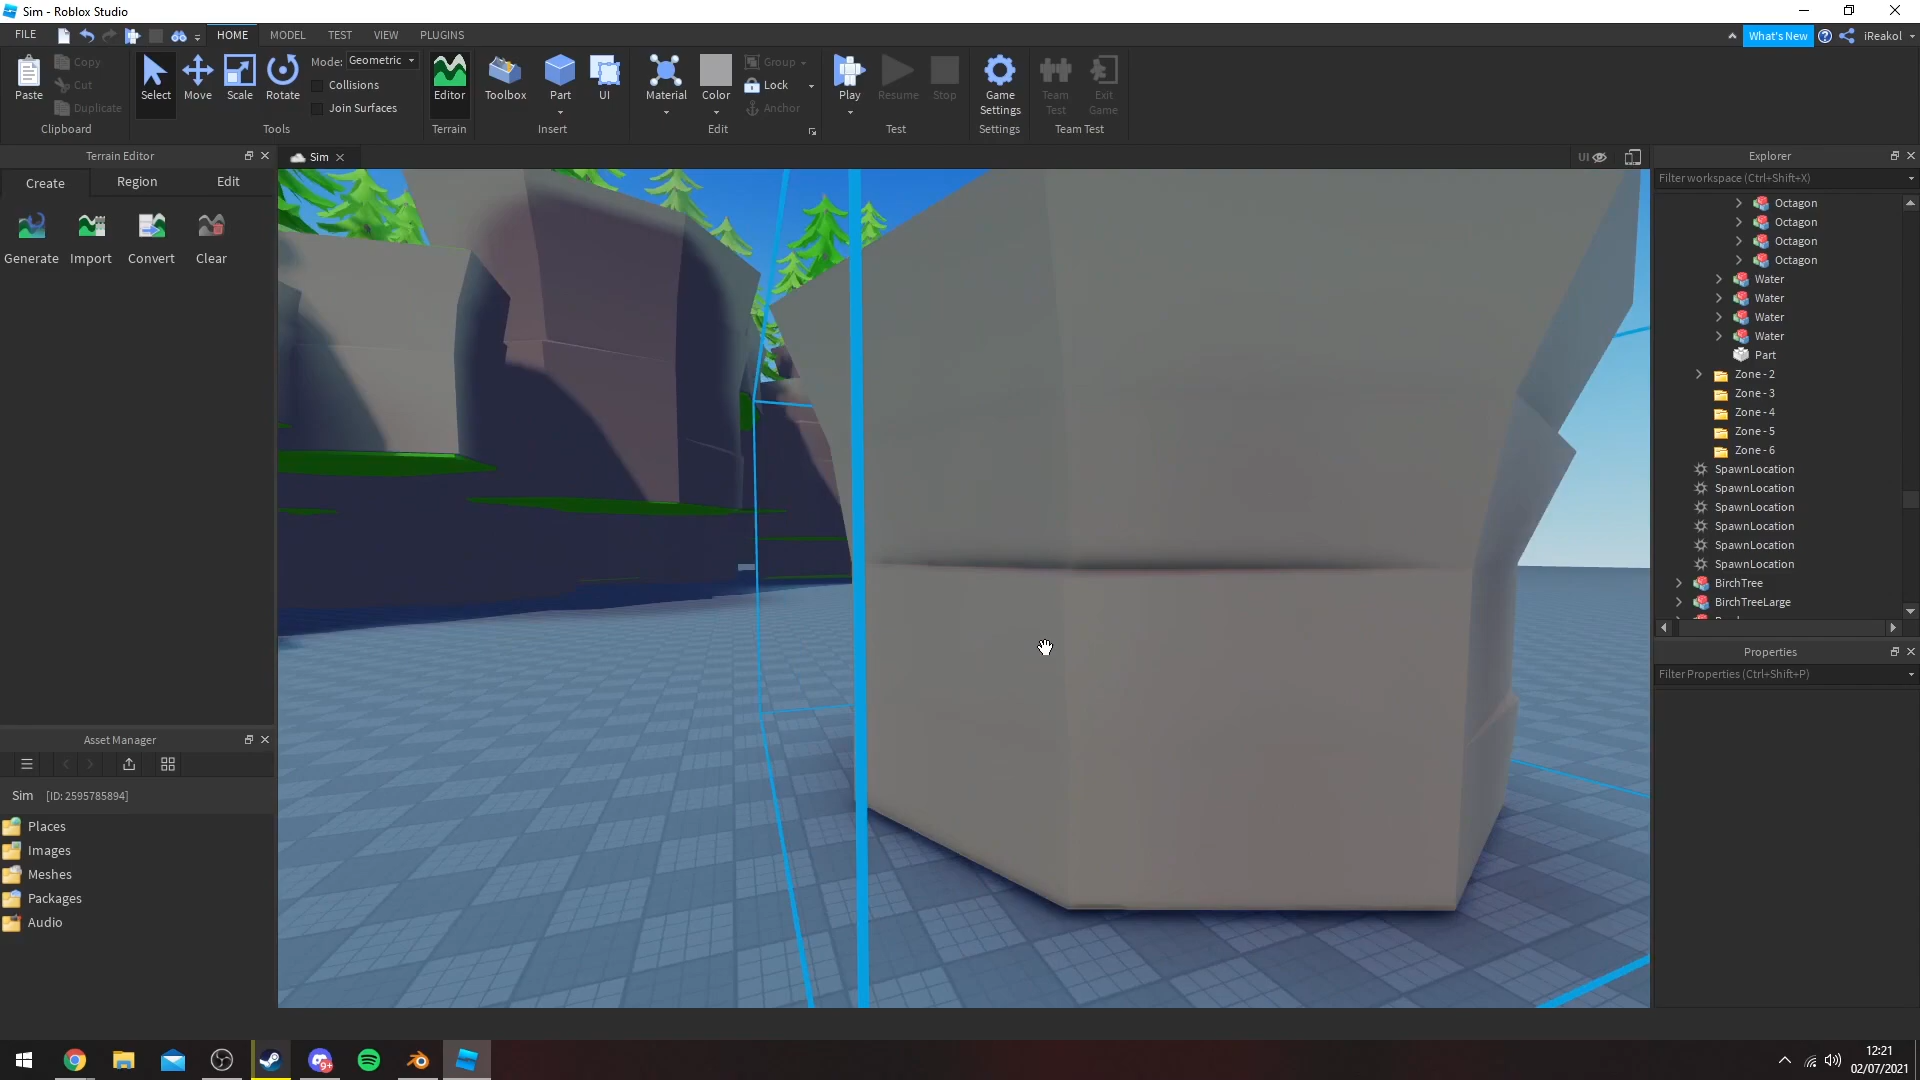 Sim - Roblox Studio
FILE
HOME
MODEL
TEST
VIEW
PLUGINS
What's New
iReakol
Paste
Copy
Cut
Duplicate
Clipboard
Select
Move
Scale
Rotate
Mode: Geometric
Collisions
Join Surfaces
Tools
Editor
Terrain
Toolbox
Part
UI
Insert
Material
Color
Group
Lock
Anchor
Edit
Play
Resume
Stop
Test
Game
Settings
Settings
Team
Test
Exit
Game
Team Test
Terrain Editor
Create
Region
Edit
Generate
Import
Convert
Clear
Sim
UI
Explorer
Filter workspace (Ctrl+Shift+X)
Octagon
Octagon
Octagon
Octagon
Water
Water
Water
Water
Part
Zone - 2
Zone - 3
Zone - 4
Zone - 5
Zone - 6
SpawnLocation
SpawnLocation
SpawnLocation
SpawnLocation
SpawnLocation
SpawnLocation
BirchTree
BirchTreeLarge
Properties
Filter Properties (Ctrl+Shift+P)
Asset Manager
Sim [ID: 2595785894]
Places
Images
Meshes
Packages
Audio
9+
12:21
02/07/2021